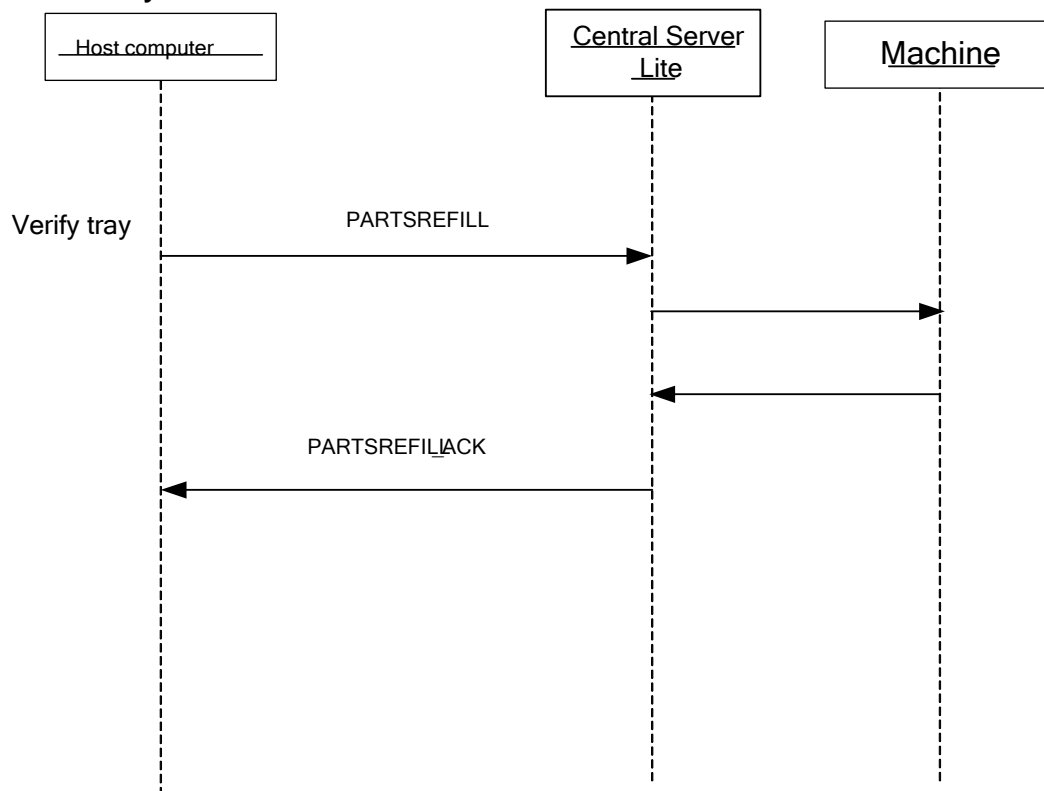 Host computer
Central Server
Lite
Machine
Verify tray
PARTSREFILL
PARTSREFILL_ACK